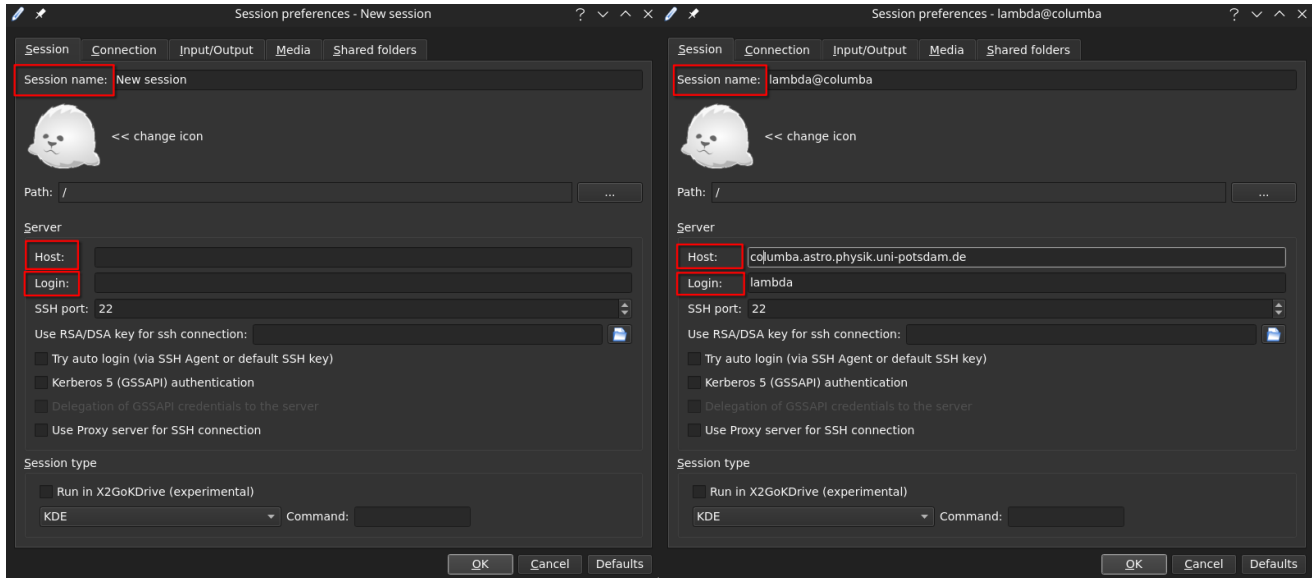 Session preferences - New session
Session Connection Input/Output Media Shared folders
Session name: New session
<< change icon
Path: / ...
Server
Host:
Login:
SSH port: 22
Use RSA/DSA key for ssh connection:
Try auto login (via SSH Agent or default SSH key)
Kerberos 5 (GSSAPI) authentication
Delegation of GSSAPI credentials to the server
Use Proxy server for SSH connection
Session type
Run in X2GoKDrive (experimental)
KDE Command:
OK Cancel Defaults
Session preferences - lambda@columba
Session Connection Input/Output Media Shared folders
Session name: lambda@columba
<< change icon
Path: / ...
Server
Host: columba.astro.physik.uni-potsdam.de
Login: lambda
SSH port: 22
Use RSA/DSA key for ssh connection:
Try auto login (via SSH Agent or default SSH key)
Kerberos 5 (GSSAPI) authentication
Delegation of GSSAPI credentials to the server
Use Proxy server for SSH connection
Session type
Run in X2GoKDrive (experimental)
KDE Command:
OK Cancel Defaults